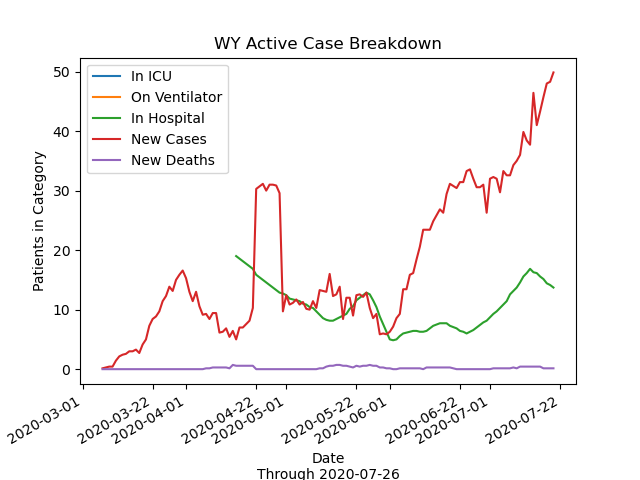 WY Active Case Breakdown
In ICU
On Ventilator
In Hospital
New Cases
New Deaths
Patients in Category
50
40
30
20
10
0
2020-03-01
2020-03-22
2020-04-01
2020-04-22
2020-05-01
2020-05-22
2020-06-01
2020-06-22
2020-07-01
2020-07-22
Date
Through 2020-07-26